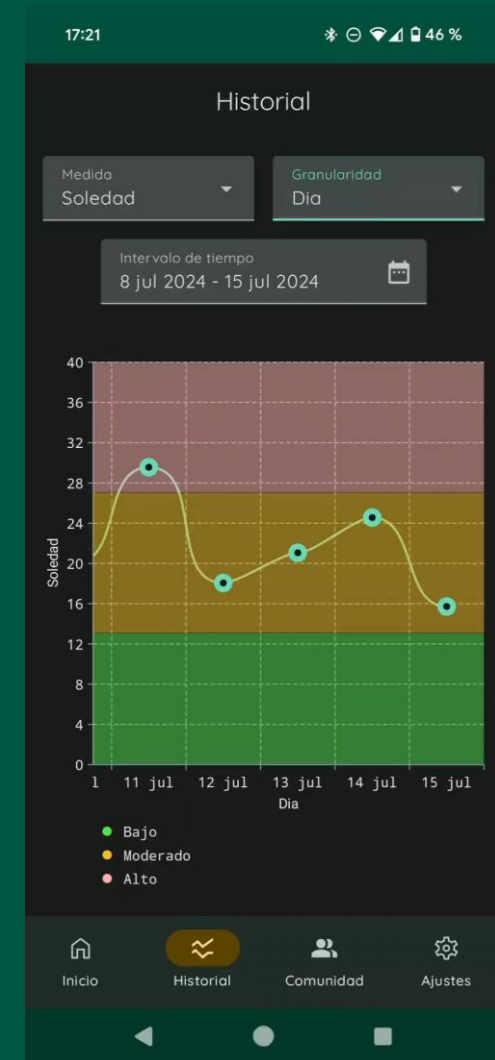 17:21 46 %
Historial
Medida
Soledad
Granularidad
Dia
Intervalo de tiempo
8 jul 2024 - 15 jul 2024
40
36
32
28
24
20
16
12
8
4
0
Soledad
l 11 jul 12 jul 13 jul 14 jul 15 jul
Dia
Bajo
Moderado
Alto
Inicio Historial Comunidad Ajustes